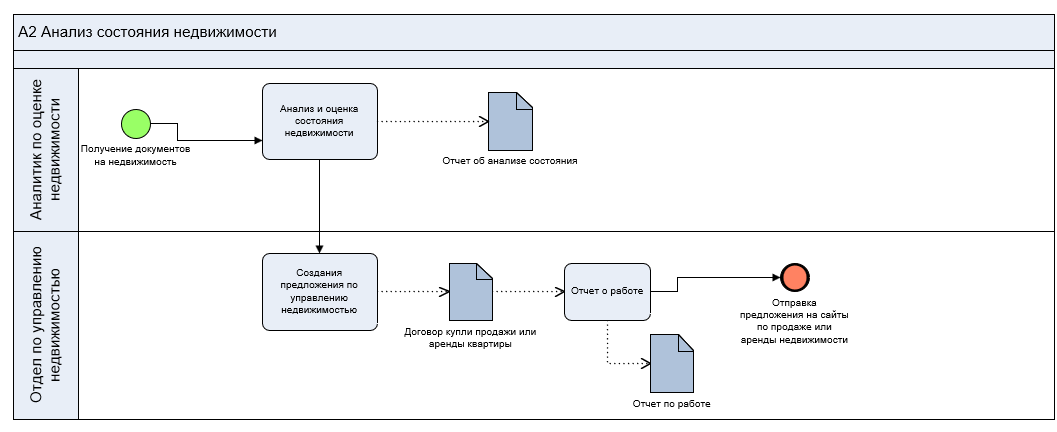 А2 Анализ состояния недвижимости
Аналитик по оценке
недвижимости
Получение документов
на недвижимость
Анализ и оценка
состояния
недвижимости
Отчет об анализе состояния
Отдел по управлению
недвижимостью
Создания
предложения по
управлению
недвижимостью
Договор купли продажи или
аренды квартиры
Отчет о работе
Отчет по работе
Отправка
предложения на сайты
по продаже или
аренды недвижимости